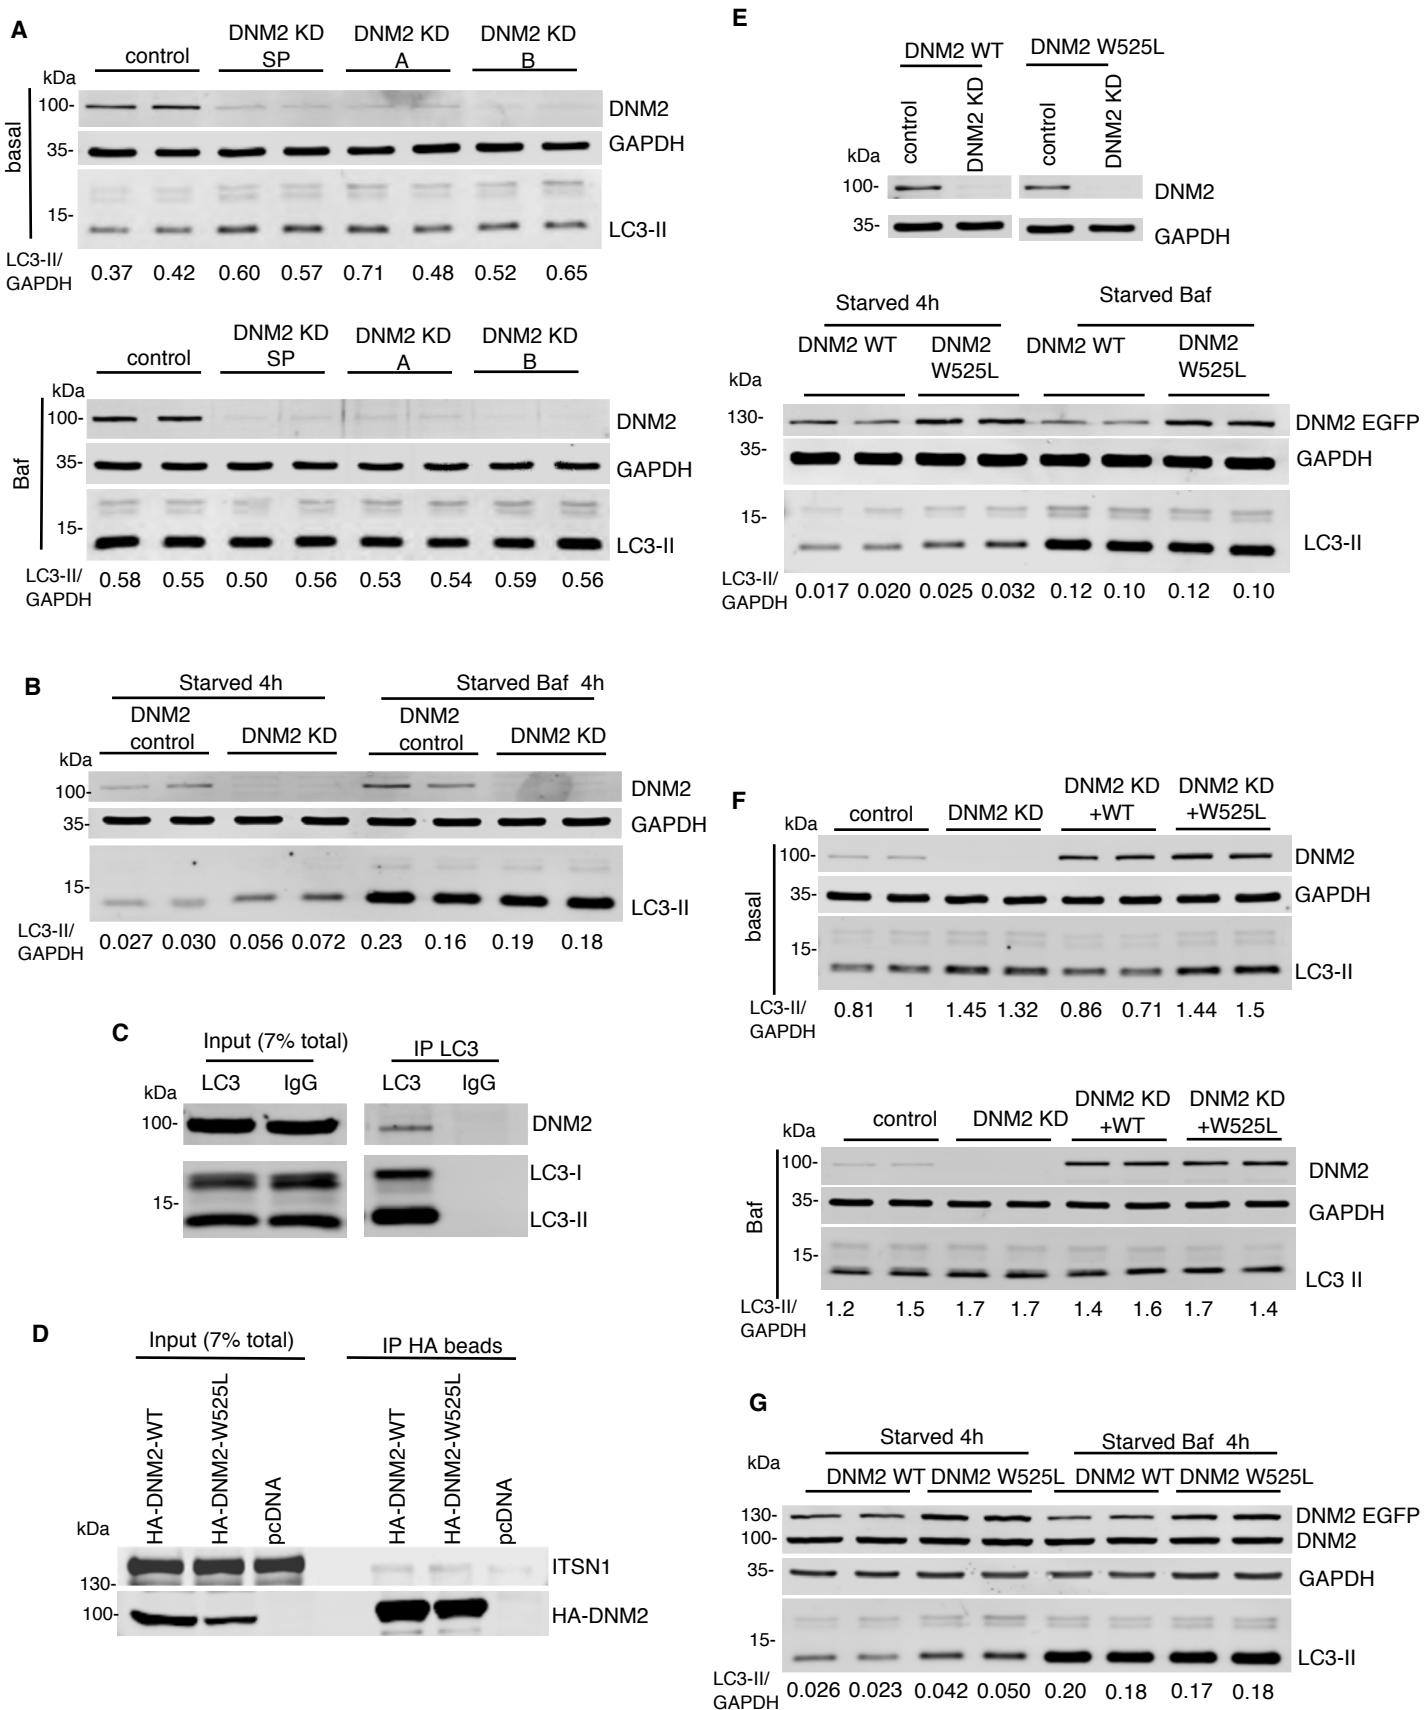 A
control
DNM2 KD
SP
DNM2 KD
A
DNM2 KD
B
kDa
basal
100-
DNM2
35-
GAPDH
15-
LC3-II
LC3-II/
GAPDH
0.37 0.42 0.60 0.57 0.71 0.48 0.52 0.65
control
DNM2 KD
SP
DNM2 KD
A
DNM2 KD
B
kDa
Baf
100-
DNM2
35-
GAPDH
15-
LC3-II
LC3-II/
GAPDH
0.58 0.55 0.50 0.56 0.53 0.54 0.59 0.56
B
Starved 4h
Starved Baf 4h
DNM2
control
DNM2 KD
DNM2
control
DNM2 KD
kDa
100-
DNM2
35-
GAPDH
15-
LC3-II
LC3-II/
GAPDH
0.027 0.030 0.056 0.072 0.23 0.16 0.19 0.18
C
Input (7% total)
IP LC3
LC3 IgG LC3 IgG
kDa
100-
DNM2
LC3-I
15-
LC3-II
D
Input (7% total)
IP HA beads
HA-DNM2-WT
HA-DNM2-W525L
pcDNA
HA-DNM2-WT
HA-DNM2-W525L
pcDNA
kDa
ITSN1
130-
100-
HA-DNM2
E
DNM2 WT
DNM2 W525L
control
DNM2 KD
control
DNM2 KD
kDa
100-
DNM2
35-
GAPDH
Starved 4h
Starved Baf
DNM2 WT
DNM2
W525L
DNM2 WT
DNM2
W525L
kDa
130-
DNM2 EGFP
35-
GAPDH
15-
LC3-II
LC3-II/
GAPDH
0.017 0.020 0.025 0.032 0.12 0.10 0.12 0.10
F
control
DNM2 KD
DNM2 KD
+WT
DNM2 KD
+W525L
kDa
basal
100-
DNM2
35-
GAPDH
15-
LC3-II
LC3-II/
GAPDH
0.81 1 1.45 1.32 0.86 0.71 1.44 1.5
control
DNM2 KD
DNM2 KD
+WT
DNM2 KD
+W525L
kDa
Baf
100-
DNM2
35-
GAPDH
15-
LC3 II
LC3-II/
GAPDH
1.2 1.5 1.7 1.7 1.4 1.6 1.7 1.4
G
Starved 4h
Starved Baf 4h
kDa
DNM2 WT DNM2 W525L DNM2 WT DNM2 W525L
130-
DNM2 EGFP
100-
DNM2
35-
GAPDH
15-
LC3-II
LC3-II/
GAPDH
0.026 0.023 0.042 0.050 0.20 0.18 0.17 0.18